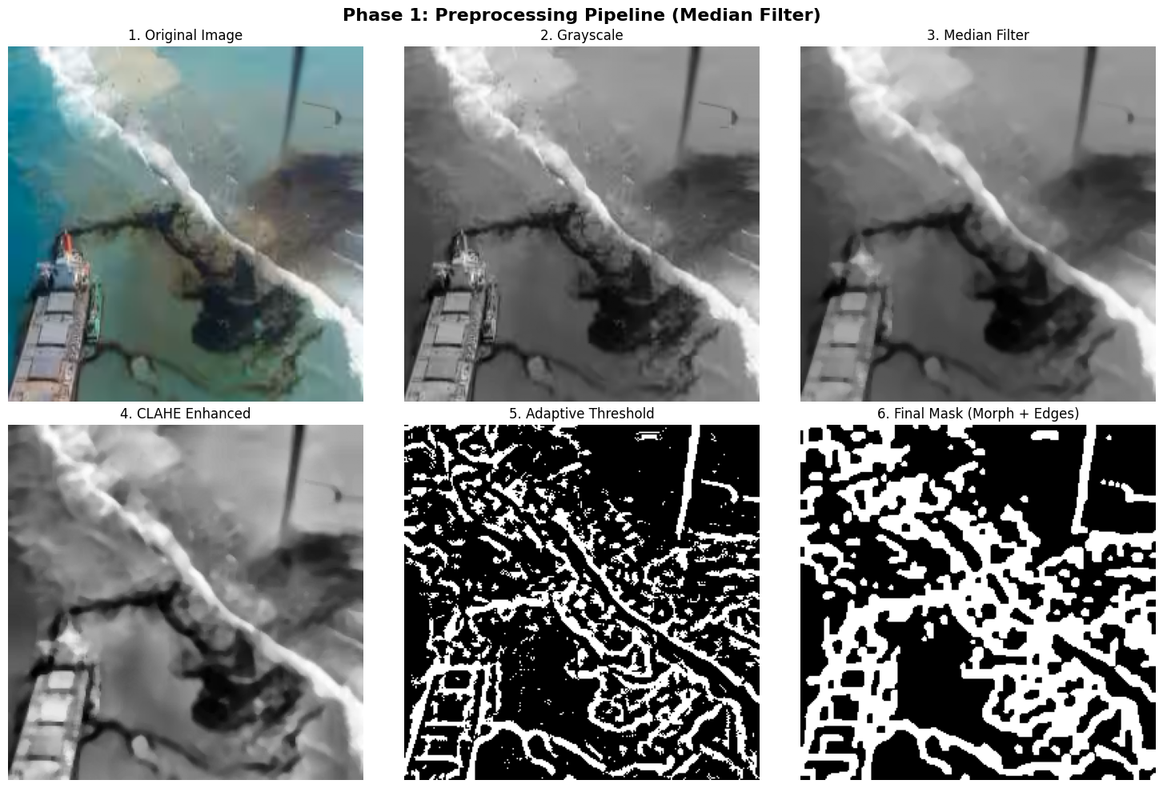 Phase 1: Preprocessing Pipeline (Median Filter)
1. Original Image
2. Grayscale
3. Median Filter
4. CLAHE Enhanced
5. Adaptive Threshold
6. Final Mask (Morph + Edges)